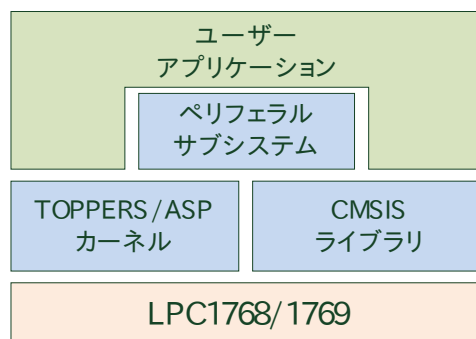 ユーザー
アプリケーション
ペリフェラル
サブシステム
TOPPERS/ASP
カーネル
CMSIS
ライブラリ
LPC1768/1769